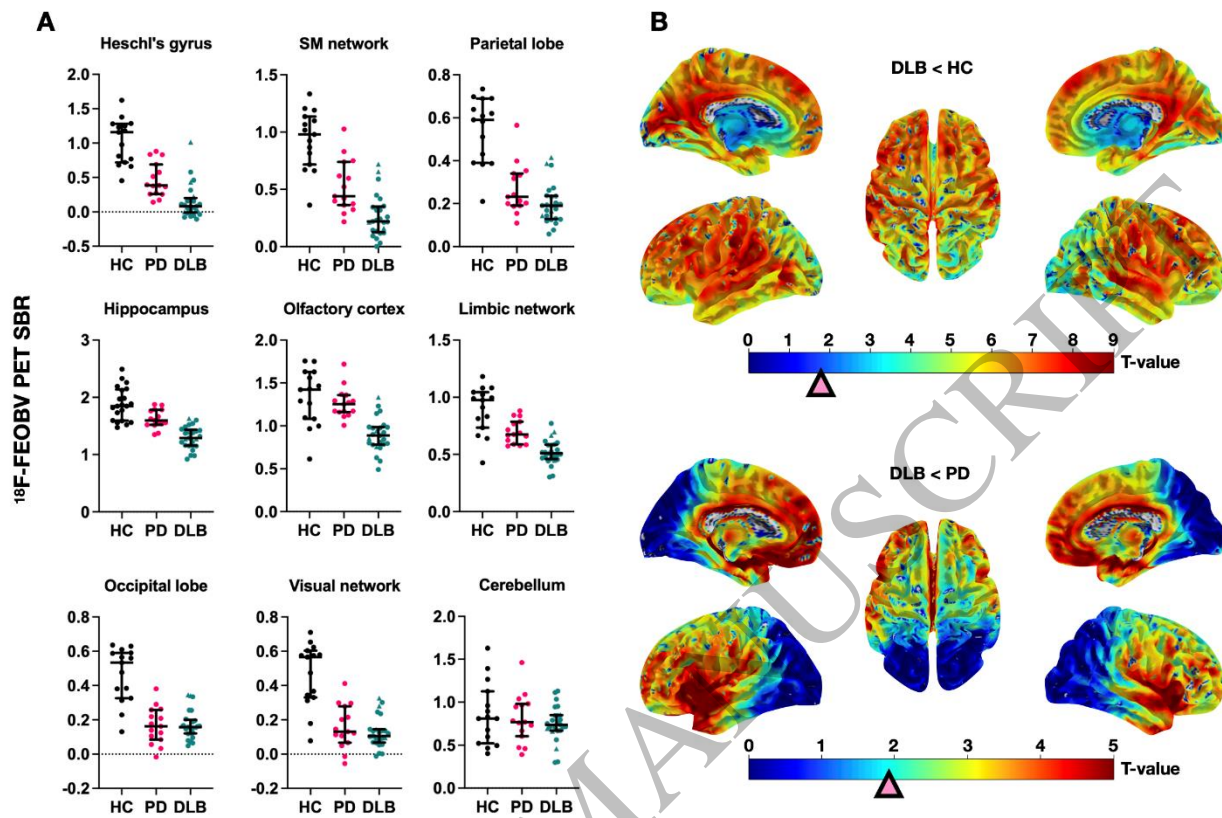 A
B
Heschl's gyrus
SM network
Parietal lobe
2.0
1.5
1.0
0.5
0.0
-0.5
HC PD DLB
1.5
1.0
0.5
0.0
HC PD DLB
0.8
0.6
0.4
0.2
0.0
HC PD DLB
¹⁸F-FEOBV PET SBR
Hippocampus
Olfactory cortex
Limbic network
3
2
1
0
HC PD DLB
2.0
1.5
1.0
0.5
0.0
HC PD DLB
1.5
1.0
0.5
0.0
HC PD DLB
Occipital lobe
Visual network
Cerebellum
0.8
0.6
0.4
0.2
0.0
-0.2
HC PD DLB
0.8
0.6
0.4
0.2
0.0
-0.2
HC PD DLB
2.0
1.5
1.0
0.5
0.0
HC PD DLB
DLB < HC
0 1 2 3 4 5 6 7 8 9
T-value
DLB < PD
0 1 2 3 4 5
T-value
MANUSCRIPT